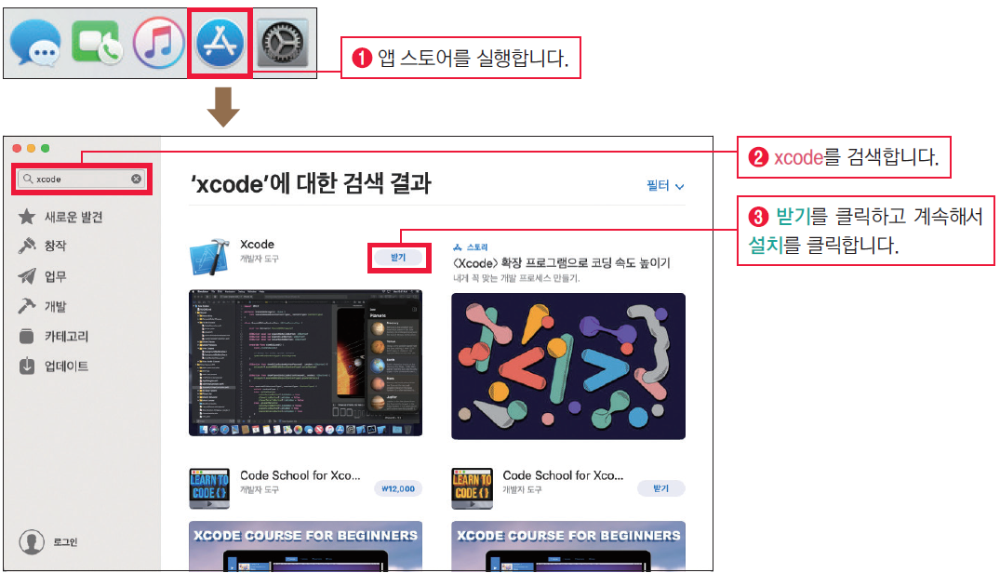 ❶ 앱 스토어를 실행합니다.
xcode
❷ xcode를 검색합니다.
❸ 받기를 클릭하고 계속해서
설치를 클릭합니다.
새로운 발견
창작
업무
개발
카테고리
업데이트
로그인
‘xcode’에 대한 검색 결과
필터
Xcode
개발자 도구
받기
스토리
〈Xcode〉 확장 프로그램으로 코딩 속도 높이기
내게 꼭 맞는 개발 프로세스 만들기.
LEARN TO
CODE {}
Code School for Xco...
개발자 도구
₩12,000
LEARN TO
CODE {}
Code School for Xco...
개발자 도구
받기
XCODE COURSE FOR BEGINNERS
XCODE COURSE FOR BEGINNERS